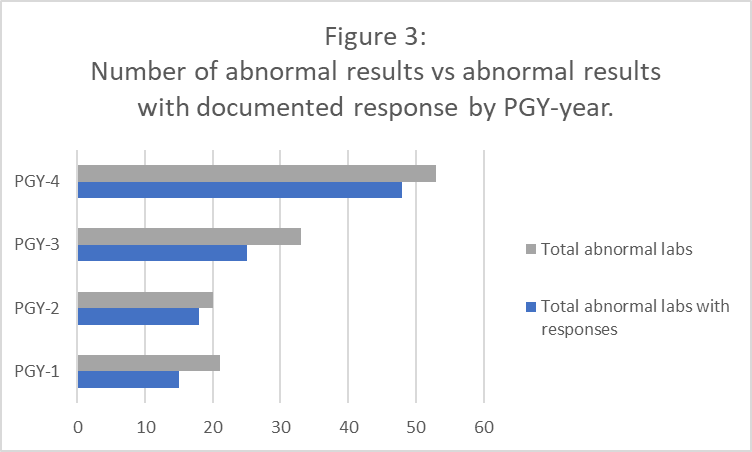 Figure 3:
Number of abnormal results vs abnormal results
with documented response by PGY-year.
PGY-4
PGY-3
PGY-2
PGY-1
0 10 20 30 40 50 60
Total abnormal labs
Total abnormal labs with
responses